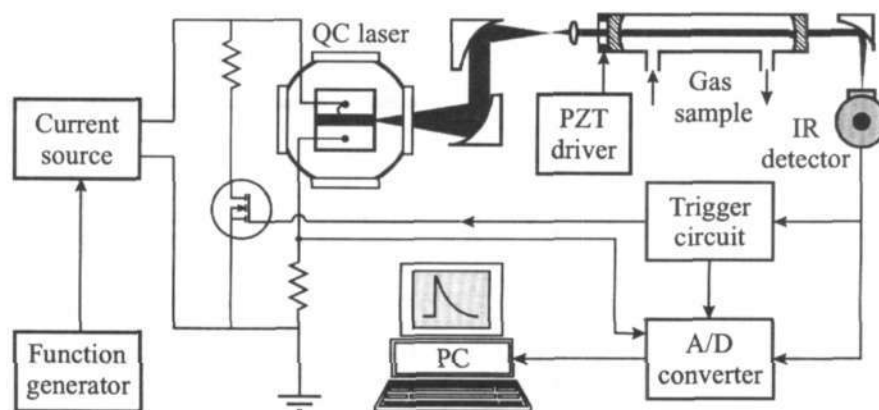 QC laser
Current
source
PZT
driver
Gas
sample
IR
detector
Trigger
circuit
Function
generator
PC
A/D
converter